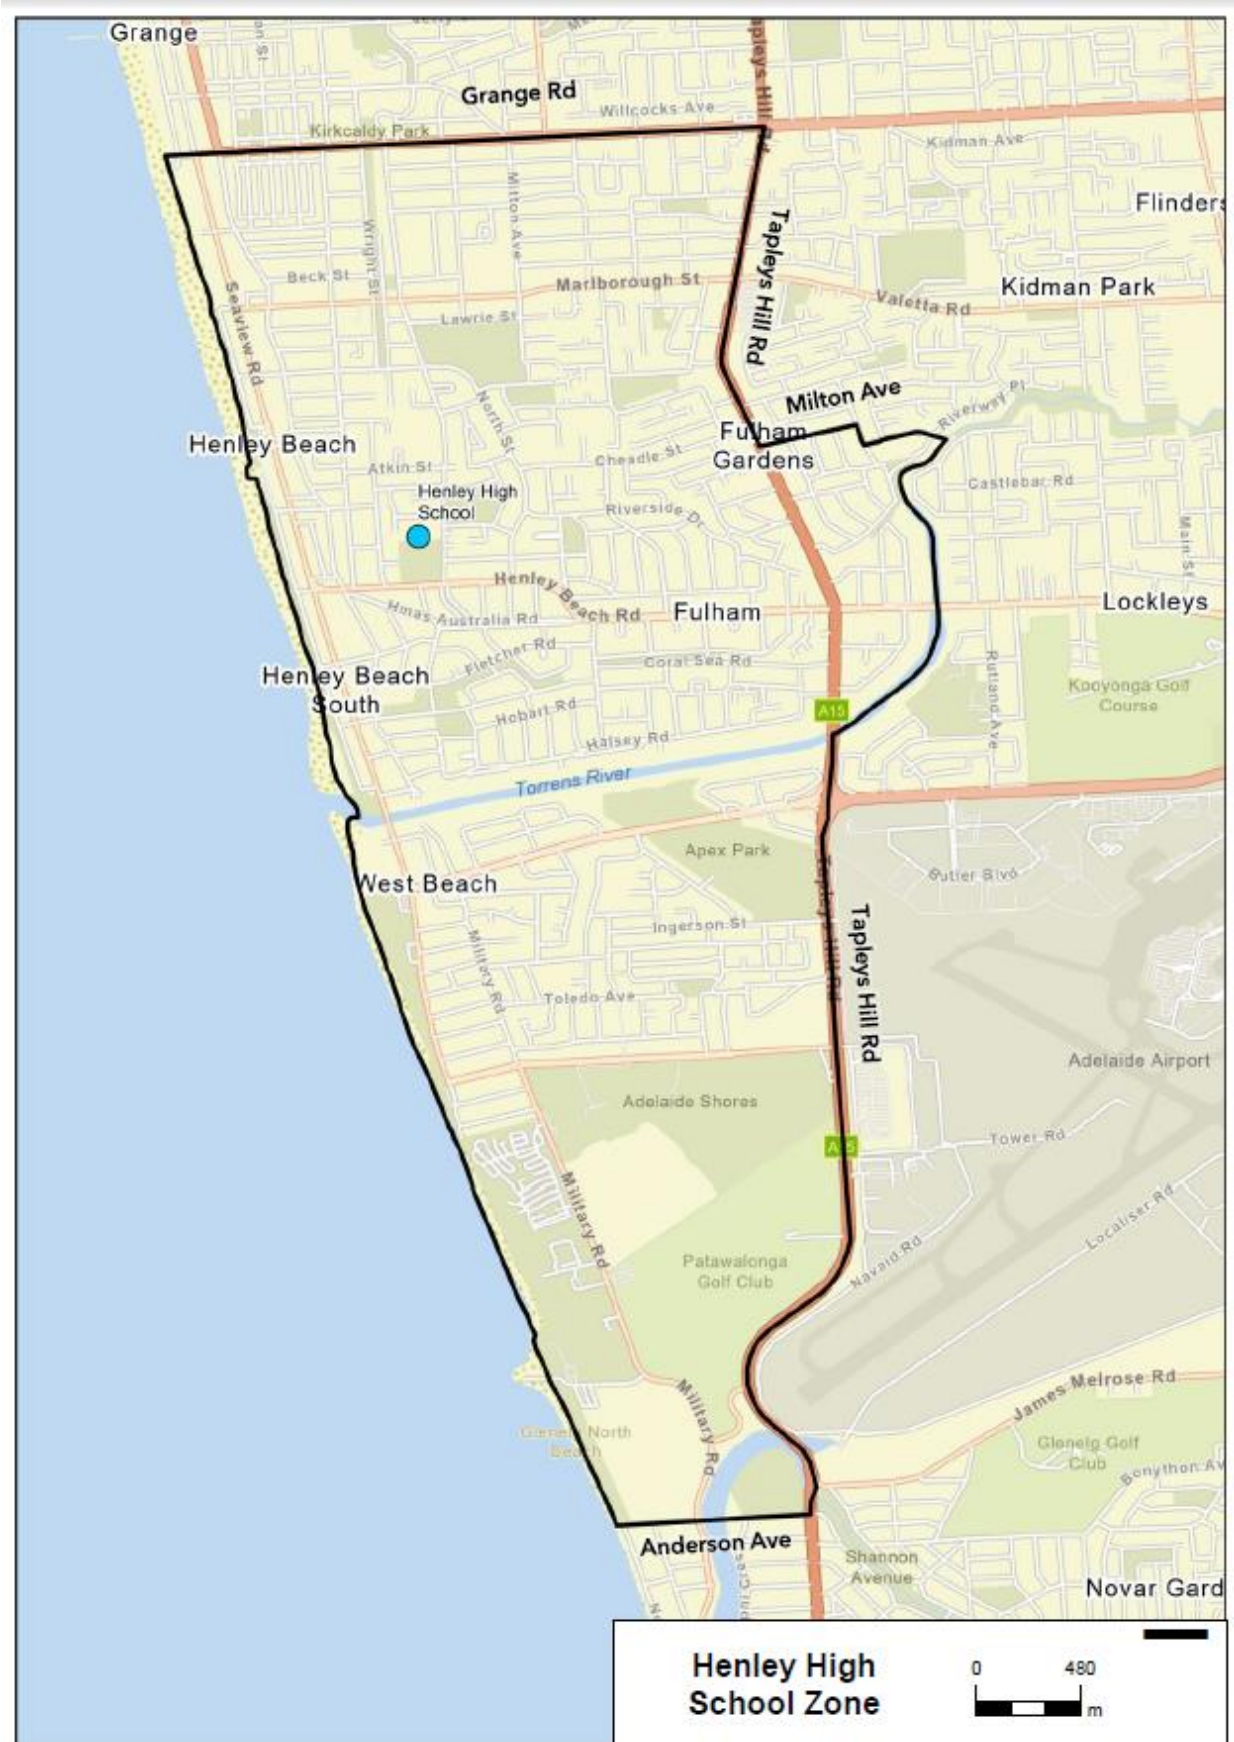 Grange
Grange Rd
Willcocks Ave
Kirkcaldy Park
Kidman Ave
Flinders
Tapleys Hill Rd
Milton Ave
Wright St
Beck St
Marlborough St
Kidman Park
Valetta Rd
Seaview Rd
Lawrie St
Tapleys Hill Rd
Milton Ave
Riverway Pl
North St
Fulham
Gardens
Henley Beach
Cheadle St
Atkin St
Castlebar Rd
Henley High
School
Riverside Dr
Main St
Henley Beach Rd
Hmas Australia Rd
Fulham
Lockleys
Fletcher Rd
Coral Sea Rd
Rutland Ave
Henley Beach
South
Kooyonga Golf
Course
Hobart Rd
A15
Halsey Rd
Torrens River
Apex Park
Butler Blvd
West Beach
Tapleys Hill Rd
Ingerson St
Military Rd
Tapleys Hill Rd
Toledo Ave
Adelaide Airport
Adelaide Shores
Tower Rd
A15
Military Rd
Localiser Rd
Patawalonga
Golf Club
Navaid Rd
James Melrose Rd
Military Rd
Glenelg North
Beach
Glenelg Golf
Club
Bonython Av
Anderson Ave
Shannon
Avenue
Novar Gard
Henley High
School Zone
0 480
m